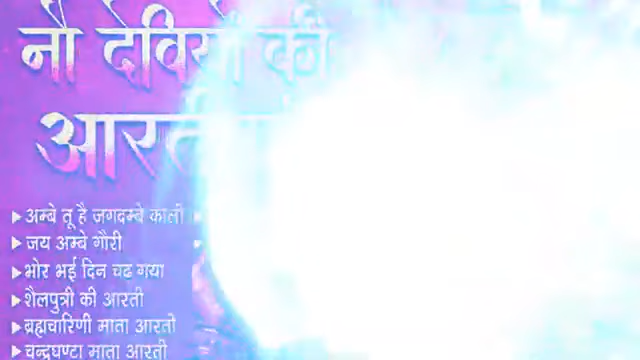 नौ देवियों की
आरती
अम्बे तू है जगदम्बे काली
जय अम्बे गौरी
भोर भई दिन चढ गया
शैलपुत्री की आरती
ब्रह्मचारिणी माता आरती
चन्द्रघण्टा माता आरती